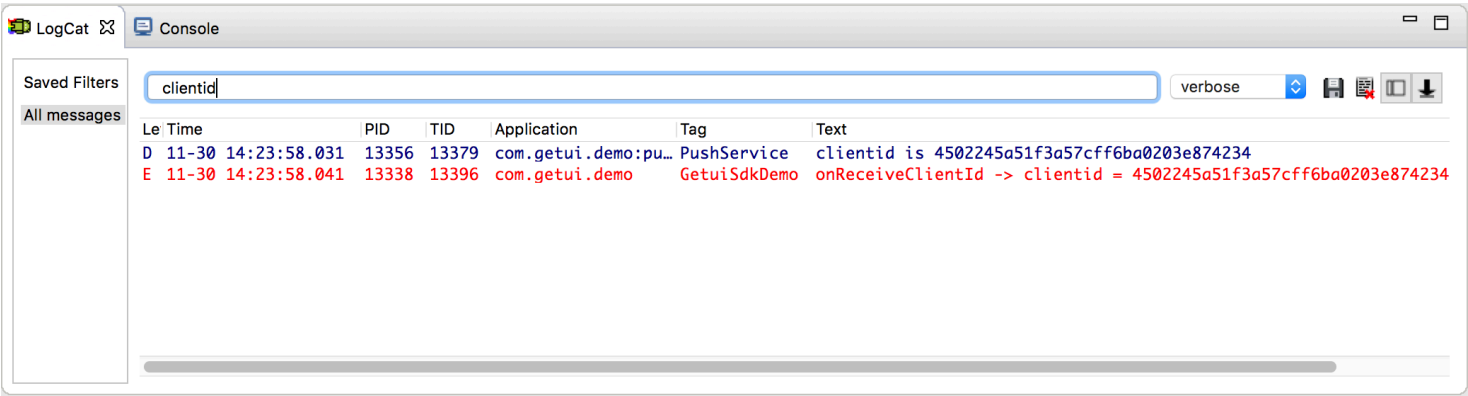 LogCat Console
Saved Filters
All messages
clientid verbose
Le Time PID TID Application Tag Text
D 11-30 14:23:58.031 13356 13379 com.getui.demo:pu… PushService clientid is 4502245a51f3a57cff6ba0203e874234
E 11-30 14:23:58.041 13338 13396 com.getui.demo GetuiSdkDemo onReceiveClientId -> clientid = 4502245a51f3a57cff6ba0203e874234